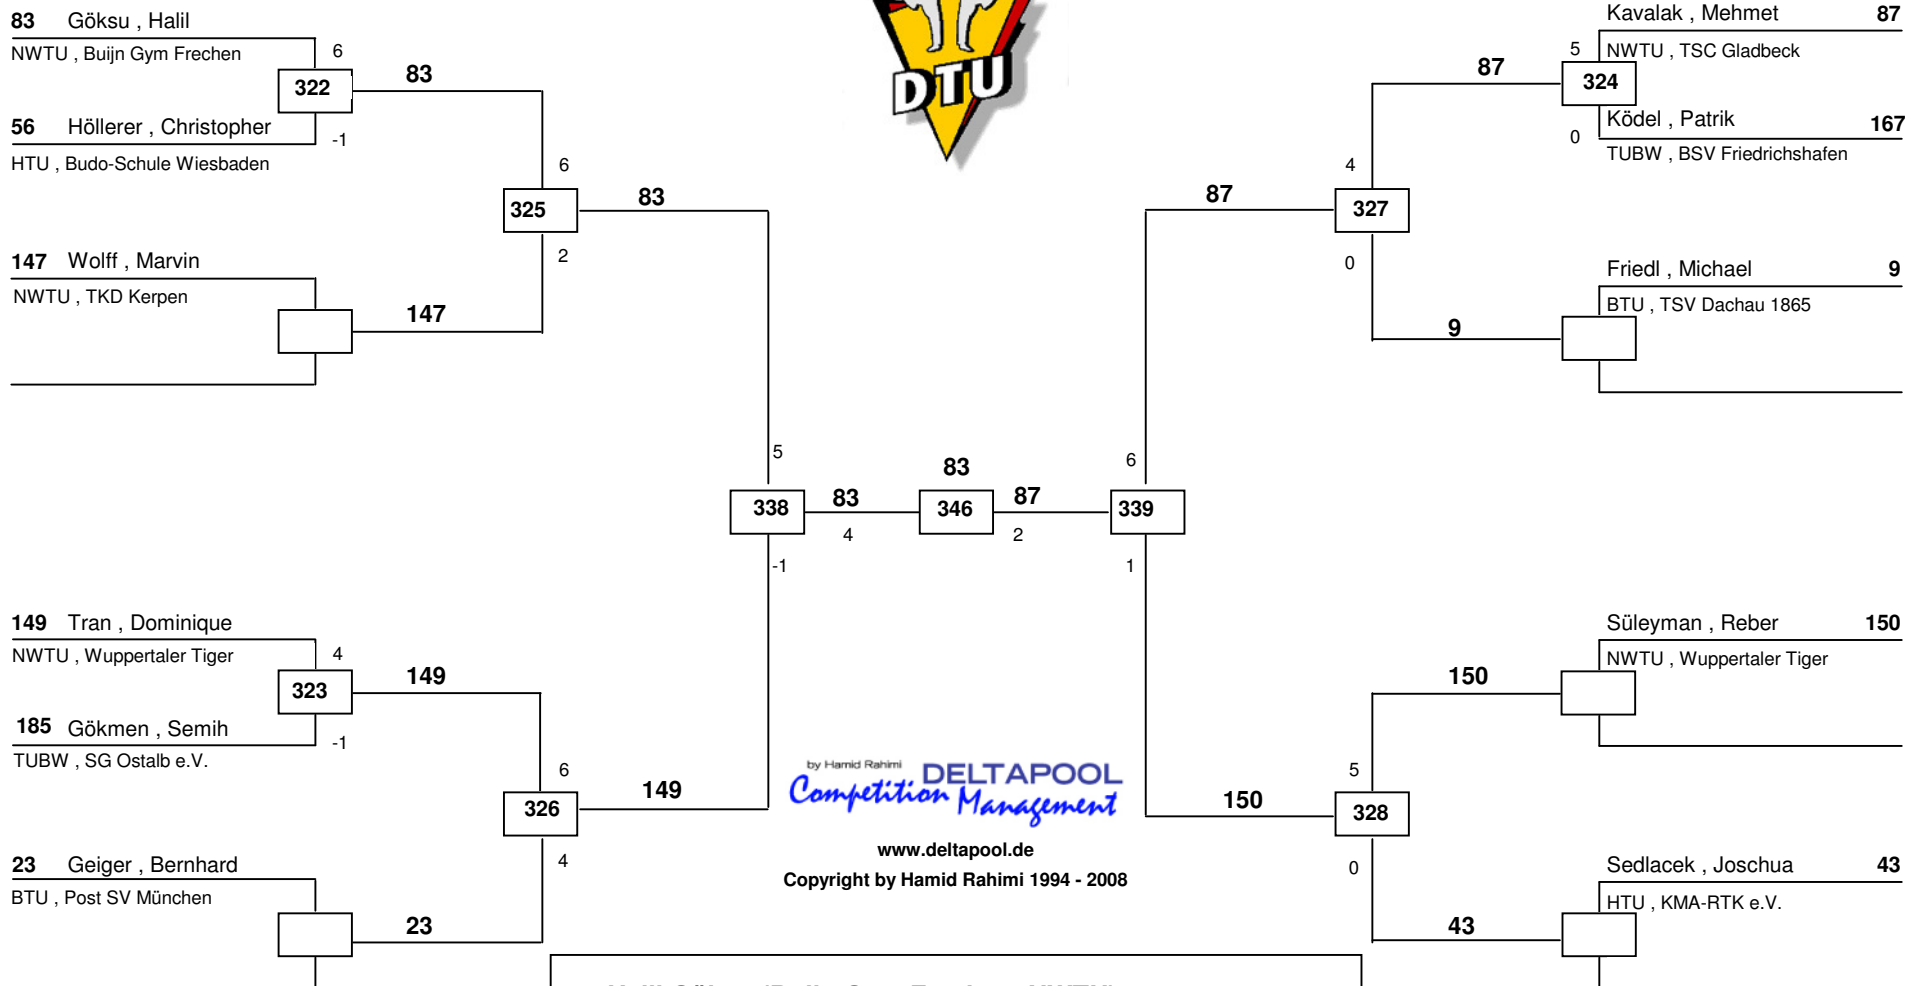 83 Göksu , Halil
NWTU , Buijn Gym Frechen
6
322
83
56 Höllerer , Christopher
-1
HTU , Budo-Schule Wiesbaden
6
325
83
2
147 Wolff , Marvin
NWTU , TKD Kerpen
147
DTU
Kavalak , Mehmet 87
5
NWTU , TSC Gladbeck
87
324
Ködel , Patrik 167
0
TUBW , BSV Friedrichshafen
4
87
327
0
Friedl , Michael 9
BTU , TSV Dachau 1865
9
5
83
6
338
83
346
87
339
4
2
-1
1
149 Tran , Dominique
NWTU , Wuppertaler Tiger
4
323
149
185 Gökmen , Semih
-1
TUBW , SG Ostalb e.V.
6
326
149
4
23 Geiger , Bernhard
BTU , Post SV München
23
by Hamid Rahimi DELTAPOOL
Competition Management
www.deltapool.de
Copyright by Hamid Rahimi 1994 - 2008
Süleyman , Reber 150
NWTU , Wuppertaler Tiger
150
5
150
328
0
Sedlacek , Joschua 43
HTU , KMA-RTK e.V.
43